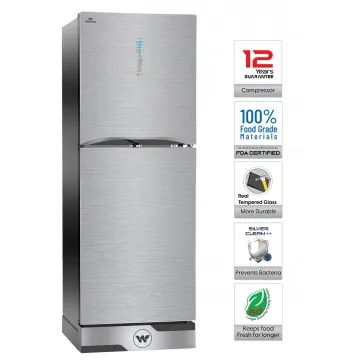 12
Years
GUARANTEE
Compressor
100%
Food Grade
Materials
FDA CERTIFIED
Real
Tempered Glass
More Durable
SILVER
CLEAN ++
Prevents Bacteria
Keeps food
Fresh for longer